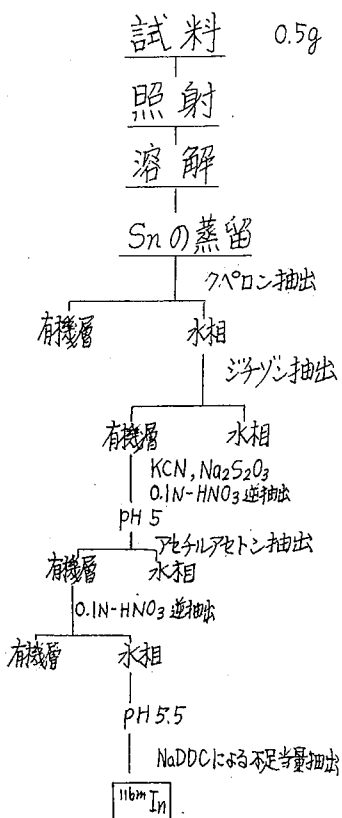 試料 0.5g
照射
溶解
Snの蒸留
クペロン抽出
有機層 水相
ジチゾン抽出
有機層 水相
KCN, Na2S2O3
0.1N-HNO3 逆抽出
pH 5
アセチルアセトン抽出
有機層 水相
0.1N-HNO3 逆抽出
有機層 水相
pH 5.5
NaDDCによる不足当量抽出
116mIn